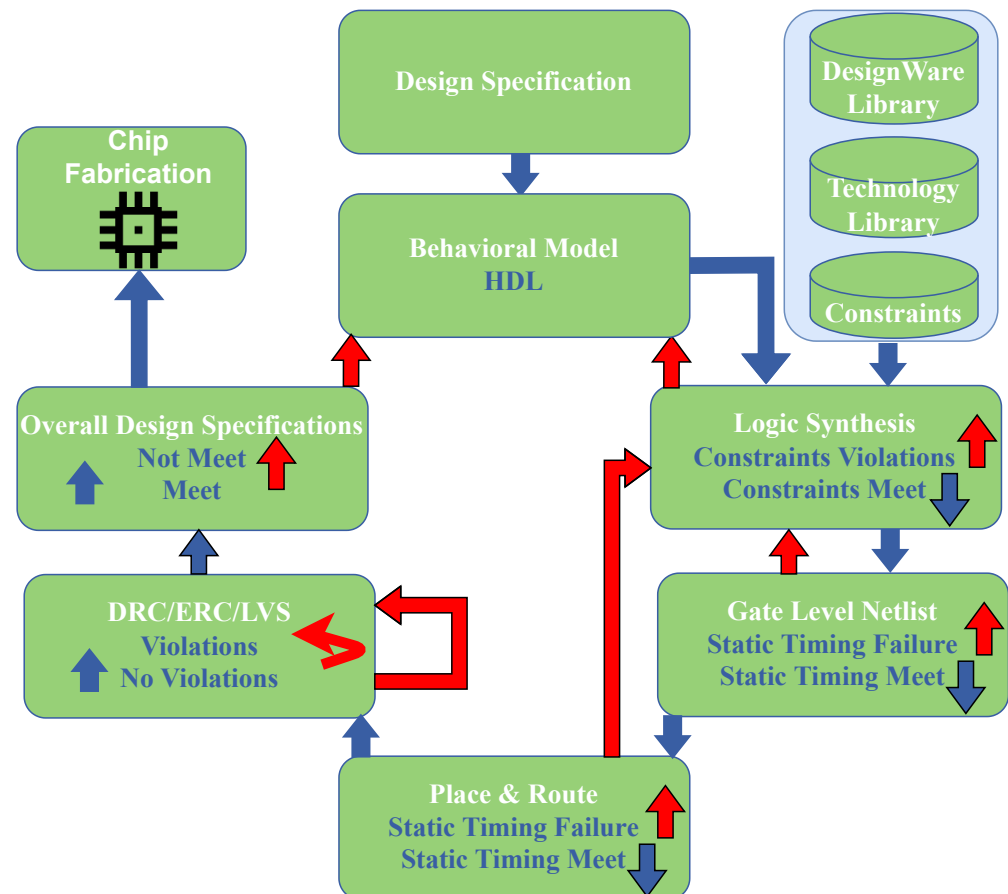 Design Specification
DesignWare
Library
Technology
Library
Constraints
Chip
Fabrication
Behavioral Model
HDL
Overall Design Specifications
Not Meet
Meet
Logic Synthesis
Constraints Violations
Constraints Meet
DRC/ERC/LVS
Violations
No Violations
Gate Level Netlist
Static Timing Failure
Static Timing Meet
Place & Route
Static Timing Failure
Static Timing Meet